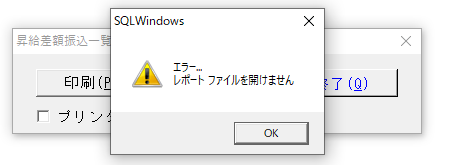 昇給差額振込一覧
SQLWindows
エラー...
レポート ファイルを開けません
印刷(P
終了(Q)
プリン
OK